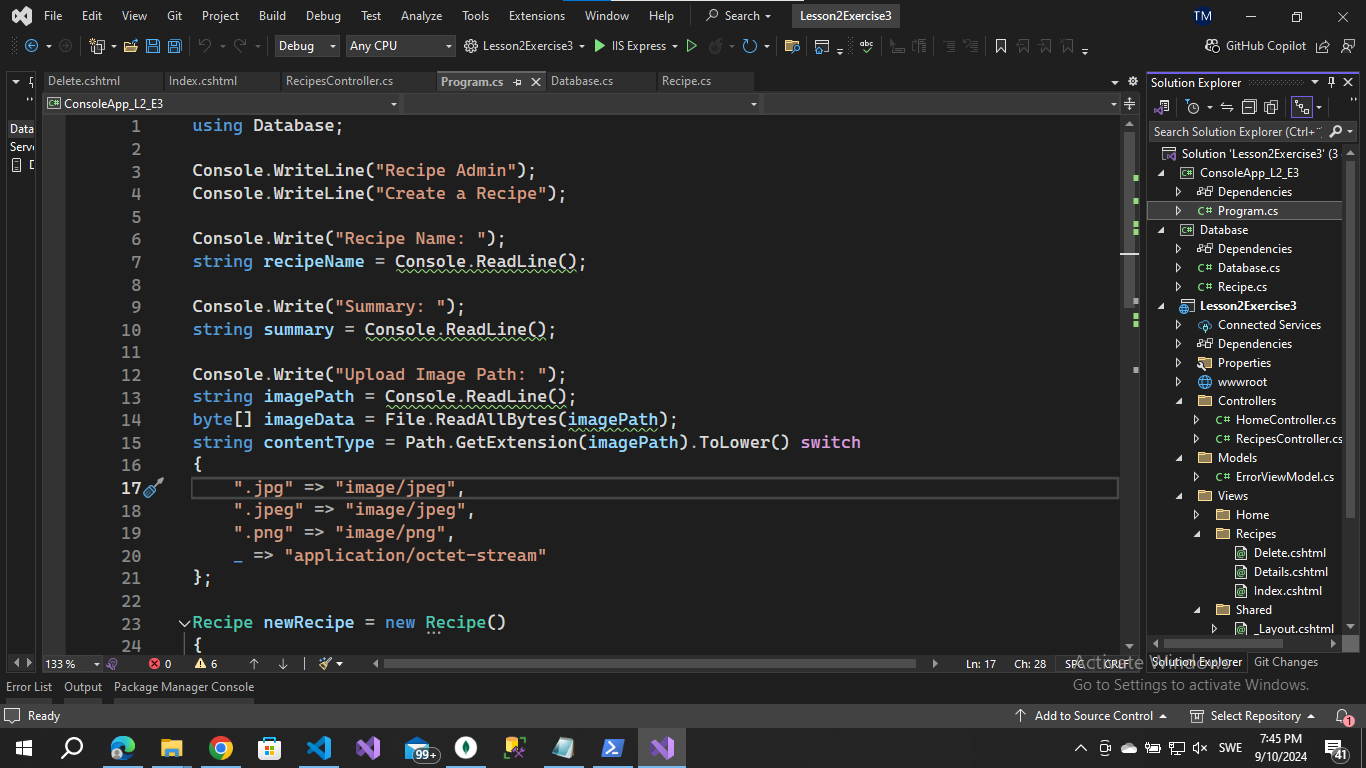 File Edit View Git Project Build Debug Test Analyze Tools Extensions Window Help Search Lesson2Exercise3 TM
Debug Any CPU Lesson2Exercise3 IIS Express GitHub Copilot
Delete.cshtml Index.cshtml RecipesController.cs Program.cs Database.cs Recipe.cs
ConsoleApp_L2_E3
Data
Serve
1 using Database;
2
3 Console.WriteLine("Recipe Admin");
4 Console.WriteLine("Create a Recipe");
5
6 Console.Write("Recipe Name: ");
7 string recipeName = Console.ReadLine();
8
9 Console.Write("Summary: ");
10 string summary = Console.ReadLine();
11
12 Console.Write("Upload Image Path: ");
13 string imagePath = Console.ReadLine();
14 byte[] imageData = File.ReadAllBytes(imagePath);
15 string contentType = Path.GetExtension(imagePath).ToLower() switch
16 {
17 ".jpg" => "image/jpeg",
18 ".jpeg" => "image/jpeg",
19 ".png" => "image/png",
20 _ => "application/octet-stream"
21 };
22
23 Recipe newRecipe = new Recipe()
24 {
133 % 0 6 Ln: 17 Ch: 28 SPC CRLF
Solution Explorer
Search Solution Explorer (Ctrl+
Solution 'Lesson2Exercise3' (3
ConsoleApp_L2_E3
Dependencies
C# Program.cs
Database
Dependencies
C# Database.cs
C# Recipe.cs
Lesson2Exercise3
Connected Services
Dependencies
Properties
wwwroot
Controllers
C# HomeController.cs
C# RecipesController.cs
Models
C# ErrorViewModel.cs
Views
Home
Recipes
Delete.cshtml
Details.cshtml
Index.cshtml
Shared
_Layout.cshtml
Solution Explorer Git Changes
Activate Windows
Go to Settings to activate Windows.
Error List Output Package Manager Console
Ready Add to Source Control Select Repository 1
99+ SWE 7:45 PM
9/10/2024 41